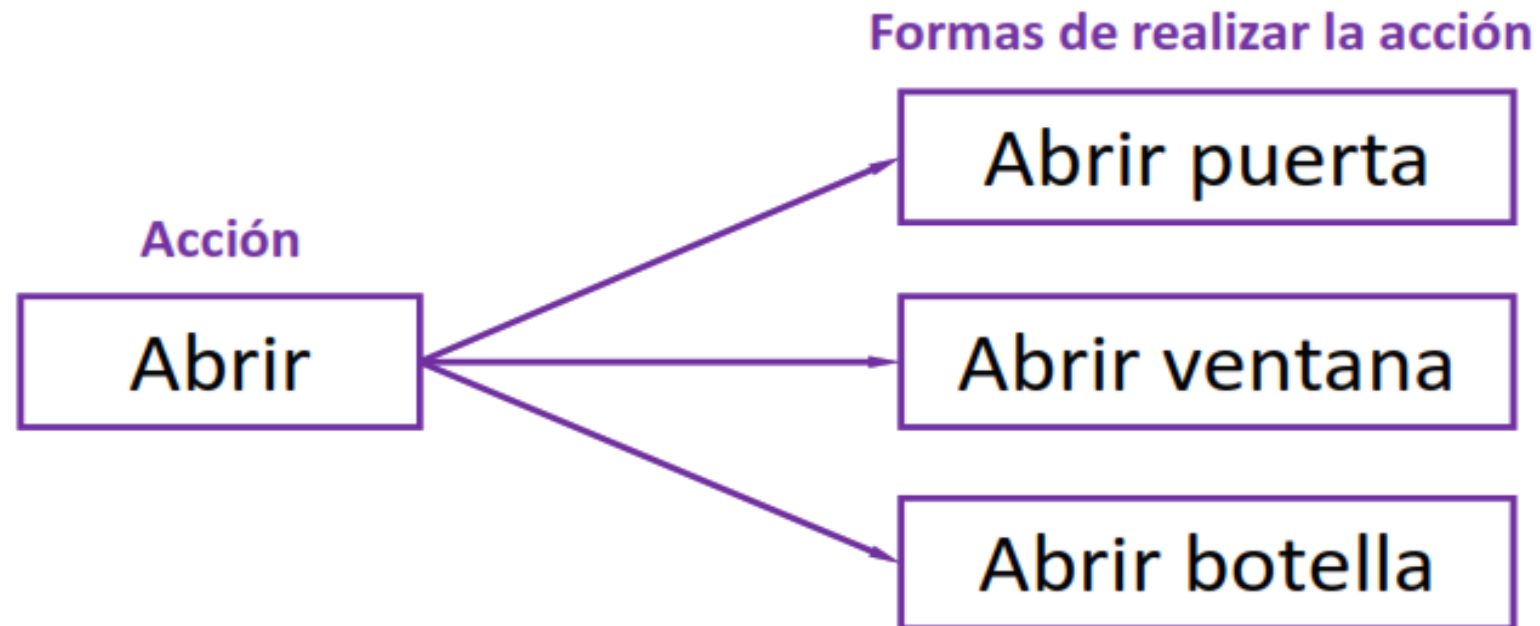 Formas de realizar la acción
Abrir puerta
Acción
Abrir
Abrir ventana
Abrir botella